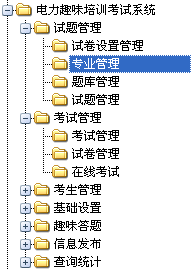 电力趣味培训考试系统
试题管理
试卷设置管理
专业管理
题库管理
试题管理
考试管理
考试管理
试卷管理
在线考试
考生管理
基础设置
趣味答题
信息发布
查询统计